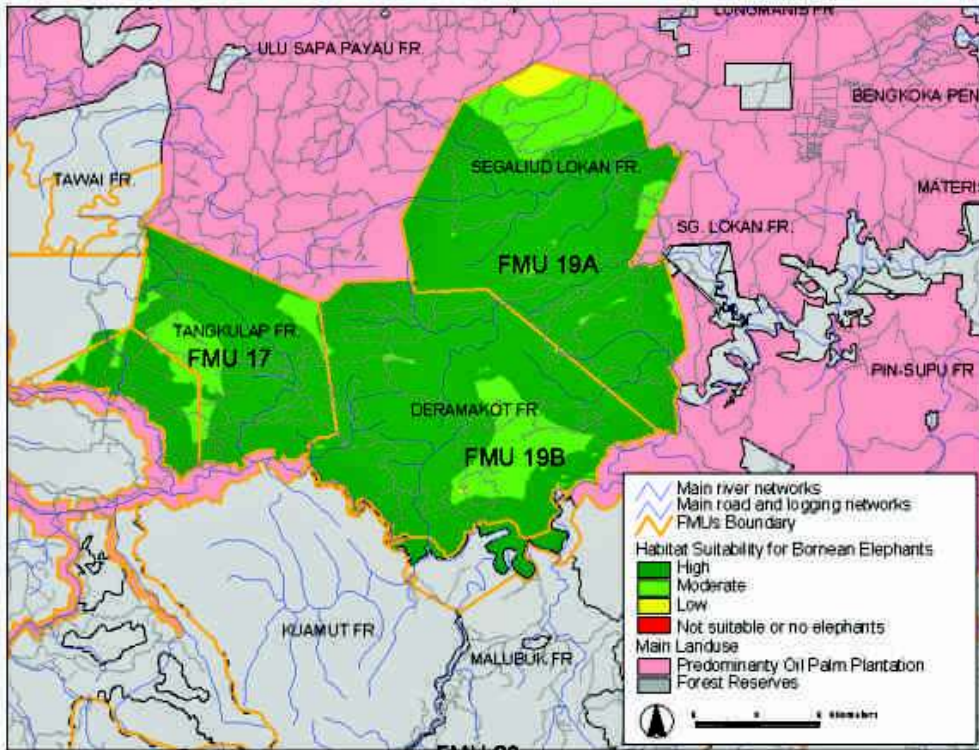 LONGMANIS FR
ULU SAPA PAYAU FR.
BENGKOKA PEN
TAWAI FR.
SEGALIUD LOKAN FR.
MATERI
SG. LOKAN FR.
FMU 19A
TANGKULAP FR.
FMU 17
PIN-SUPU FR
DERAMAKOT FR
FMU 19B
KUAMUT FR
MALUBUK FR
Main river networks
Main road and logging networks
FMUs Boundary
Habitat Suitability for Bornean Elephants
High
Moderate
Low
Not suitable or no elephants
Main Landuse
Predominanty Oil Palm Plantation
Forest Reserves